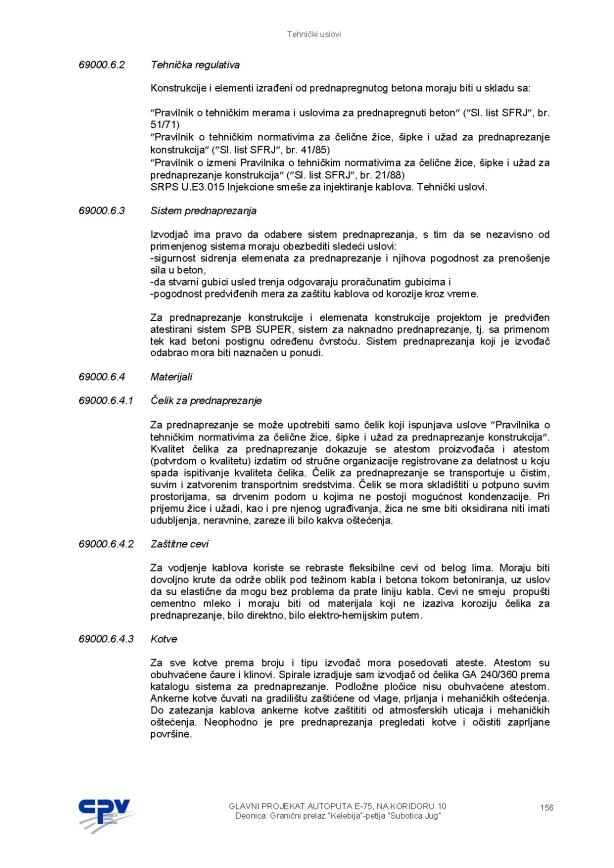 Tehnički uslovi
69000.6.2 Tehnička regulativa
Konstrukcije i elementi izrađeni od prednapregnutog betona moraju biti u skladu sa:
“Pravilnik o tehničkim merama i uslovima za prednapregnuti beton” (“Sl. list SFRJ”, br.
51/71)
“Pravilnik o tehničkim normativima za čelične žice, šipke i užad za prednaprezanje
konstrukcija” (“Sl. list SFRJ”, br. 41/85)
“Pravilnik o izmeni Pravilnika o tehničkim normativima za čelične žice, šipke i užad za
prednaprezanje konstrukcija” (“Sl. list SFRJ”, br. 21/88)
SRPS U.E3.015 Injekcione smeše za injektiranje kablova. Tehnički uslovi.
69000.6.3 Sistem prednaprezanja
Izvodjač ima pravo da odabere sistem prednaprezanja, s tim da se nezavisno od
primenjenog sistema moraju obezbediti sledeći uslovi:
-sigurnost sidrenja elemenata za prednaprezanje i njihova pogodnost za prenošenje
sila u beton,
-da stvarni gubici usled trenja odgovaraju proračunatim gubicima i
-pogodnost predviđenih mera za zaštitu kablova od korozije kroz vreme.
Za prednaprezanje konstrukcije i elemenata konstrukcije projektom je predviđen
atestirani sistem SPB SUPER, sistem za naknadno prednaprezanje, tj. sa primenom
tek kad betoni postignu određenu čvrstoću. Sistem prednaprezanja koji je izvođač
odabrao mora biti naznačen u ponudi.
69000.6.4 Materijali
69000.6.4.1 Čelik za prednaprezanje
Za prednaprezanje se može upotrebiti samo čelik koji ispunjava uslove “Pravilnika o
tehničkim normativima za čelične žice, šipke i užad za prednaprezanje konstrukcija”.
Kvalitet čelika za prednaprezanje dokazuje se atestom proizvođača i atestom
(potvrdom o kvalitetu) izdatim od stručne organizacije registrovane za delatnost u koju
spada ispitivanje kvaliteta čelika. Čelik za prednaprezanje se transportuje u čistim,
suvim i zatvorenim transportnim sredstvima. Čelik se mora skladištiti u potpuno suvim
prostorijama, sa drvenim podom u kojima ne postoji mogućnost kondenzacije. Pri
prijemu žice i užadi, kao i pre njenog ugrađivanja, žica ne sme biti oksidirana niti imati
udubljenja, neravnine, zareze ili bilo kakva oštećenja.
69000.6.4.2 Zaštitne cevi
Za vodjenje kablova koriste se rebraste fleksibilne cevi od belog lima. Moraju biti
dovoljno krute da održe oblik pod težinom kabla i betona tokom betoniranja, uz uslov
da su elastične da mogu bez problema da prate liniju kabla. Cevi ne smeju propušti
cementno mleko i moraju biti od materijala koji ne izaziva koroziju čelika za
prednaprezanje, bilo direktno, bilo elektro-hemijskim putem.
69000.6.4.3 Kotve
Za sve kotve prema broju i tipu izvođač mora posedovati ateste. Atestom su
obuhvaćene čaure i klinovi. Spirale izradjuje sam izvodjač od čelika GA 240/360 prema
katalogu sistema za prednaprezanje. Podložne pločice nisu obuhvaćene atestom.
Ankerne kotve čuvati na gradilištu zaštićene od vlage, prljanja i mehaničkih oštećenja.
Do zatezanja kablova ankerne kotve zaštititi od atmosferskih uticaja i mehaničkih
oštećenja. Neophodno je pre prednaprezanja pregledati kotve i očistiti zaprljane
površine.
CPV
GLAVNI PROJEKAT AUTOPUTA E-75, NA KORIDORU 10
Deonica: Granični prelaz "Kelebija"-petlja "Subotica Jug"
156